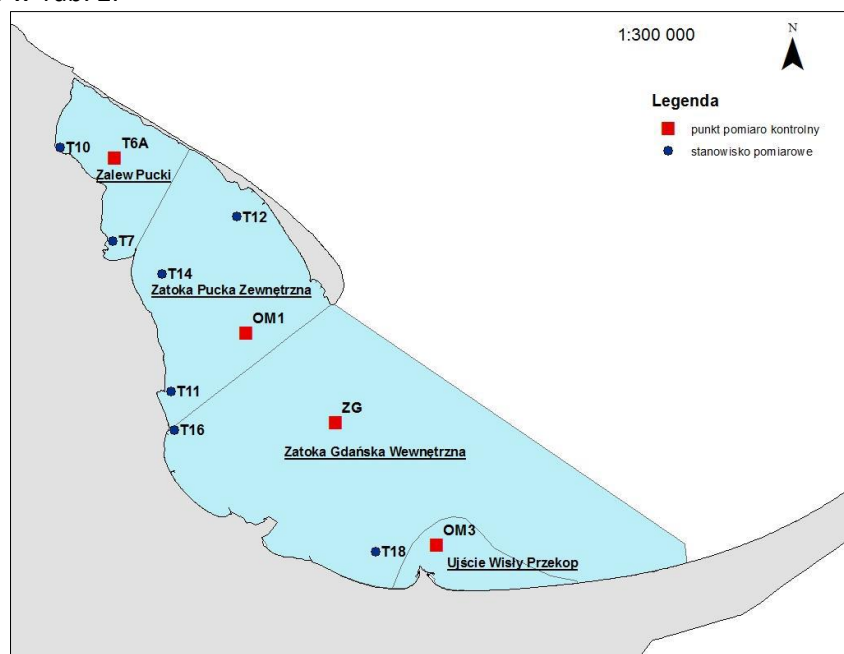 1:300 000
N
Legenda
punkt pomiaro kontrolny
stanowisko pomiarowe
T10
T6A
Zalew Pucki
T12
T7
T14
Zatoka Pucka Zewnętrzna
OM1
T11
ZG
T16
Zatoka Gdańska Wewnętrzna
OM3
T18
Ujście Wisły Przekop